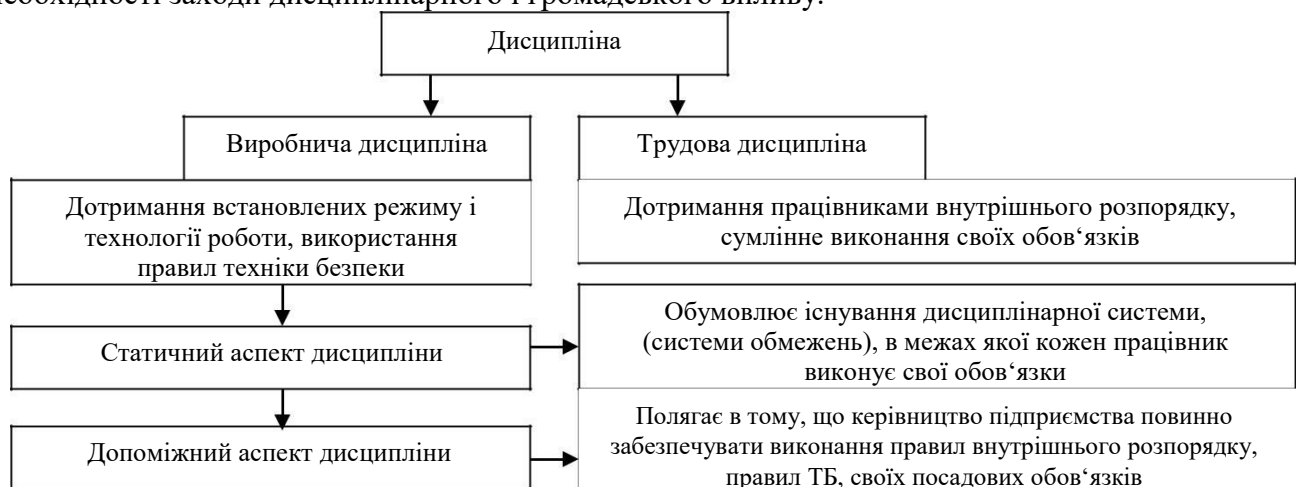 необхідності заходи дисциплінарного і громадського впливу.
Дисципліна
Виробнича дисципліна
Трудова дисципліна
Дотримання встановлених режиму і
технології роботи, використання
правил техніки безпеки
Дотримання працівниками внутрішнього розпорядку,
сумлінне виконання своїх обов‘язків
Статичний аспект дисципліни
Обумовлює існування дисциплінарної системи,
(системи обмежень), в межах якої кожен працівник
виконує свої обов‘язки
Допоміжний аспект дисципліни
Полягає в тому, що керівництво підприємства повинно
забезпечувати виконання правил внутрішнього розпорядку,
правил ТБ, своїх посадових обов‘язків